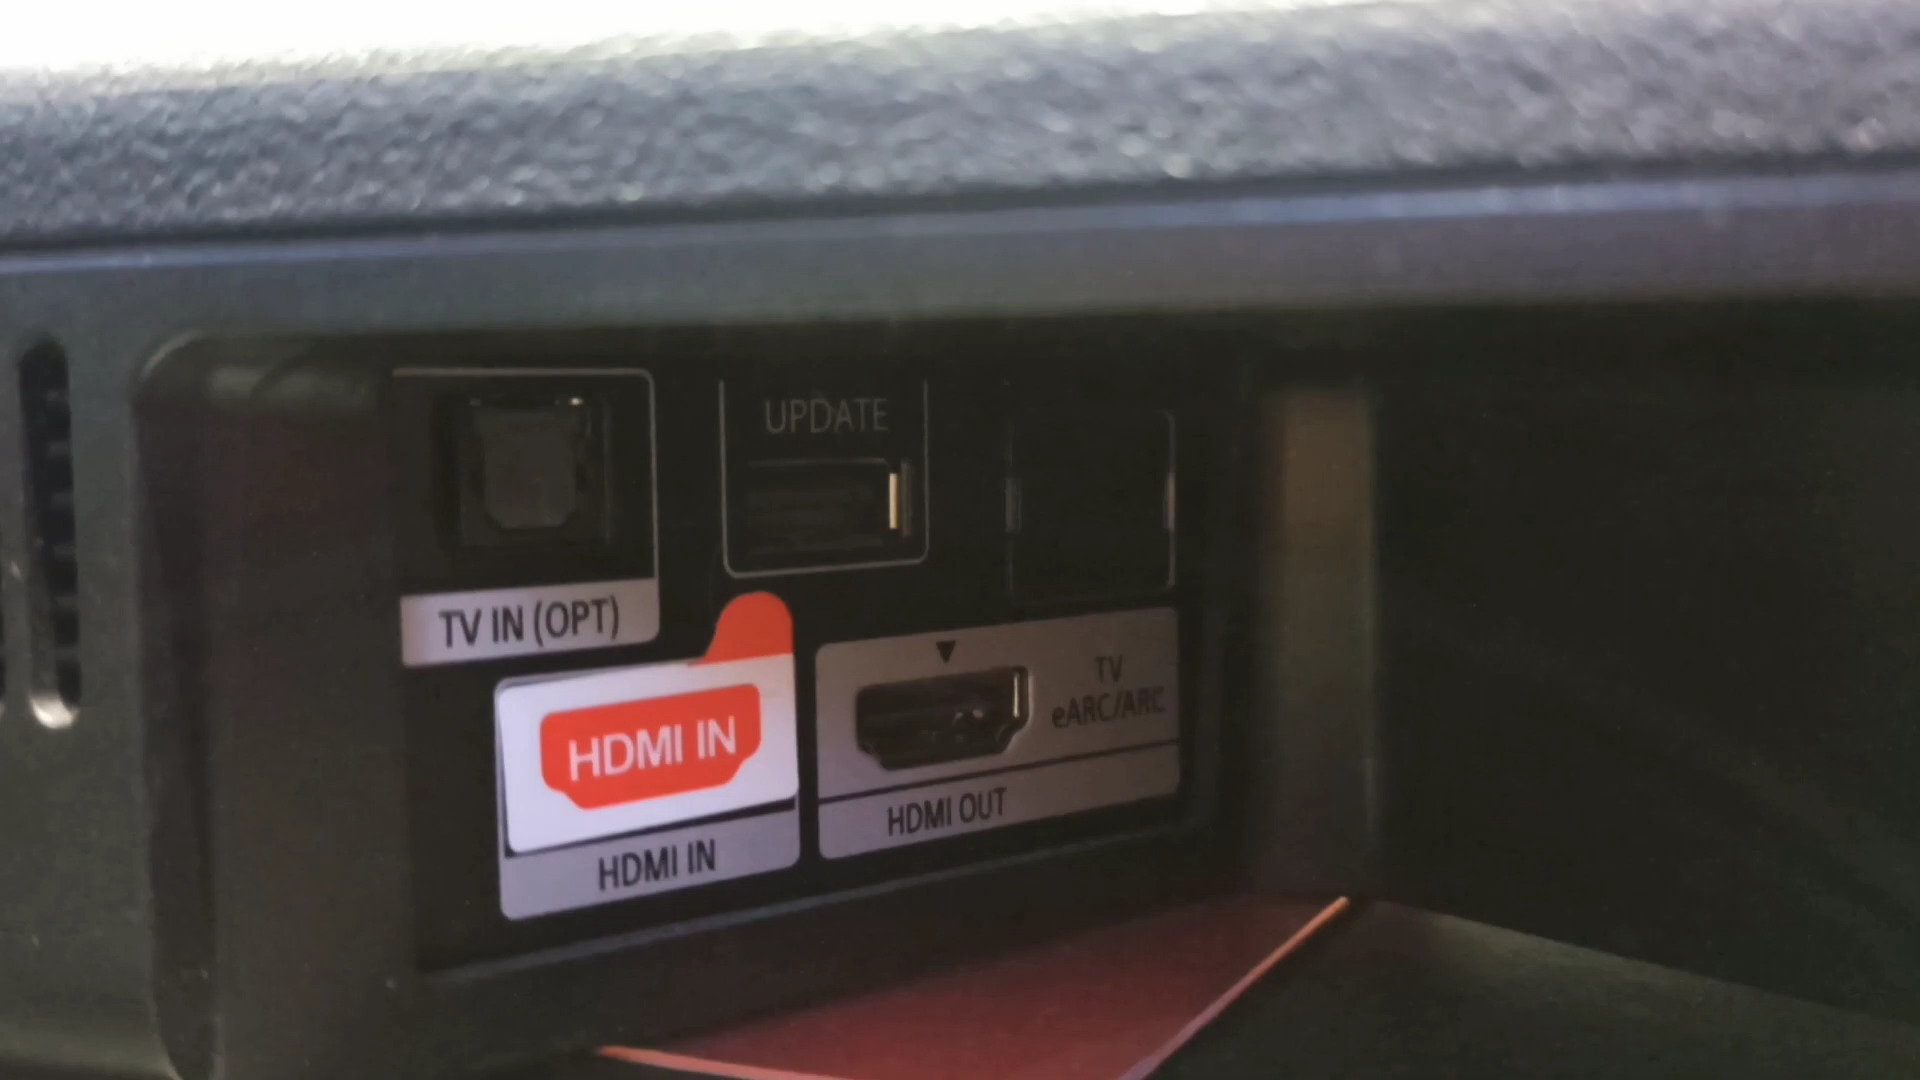 UPDATE
TV IN (OPT)
HDMI IN
HDMI IN
TV
eARC/ARC
HDMI OUT